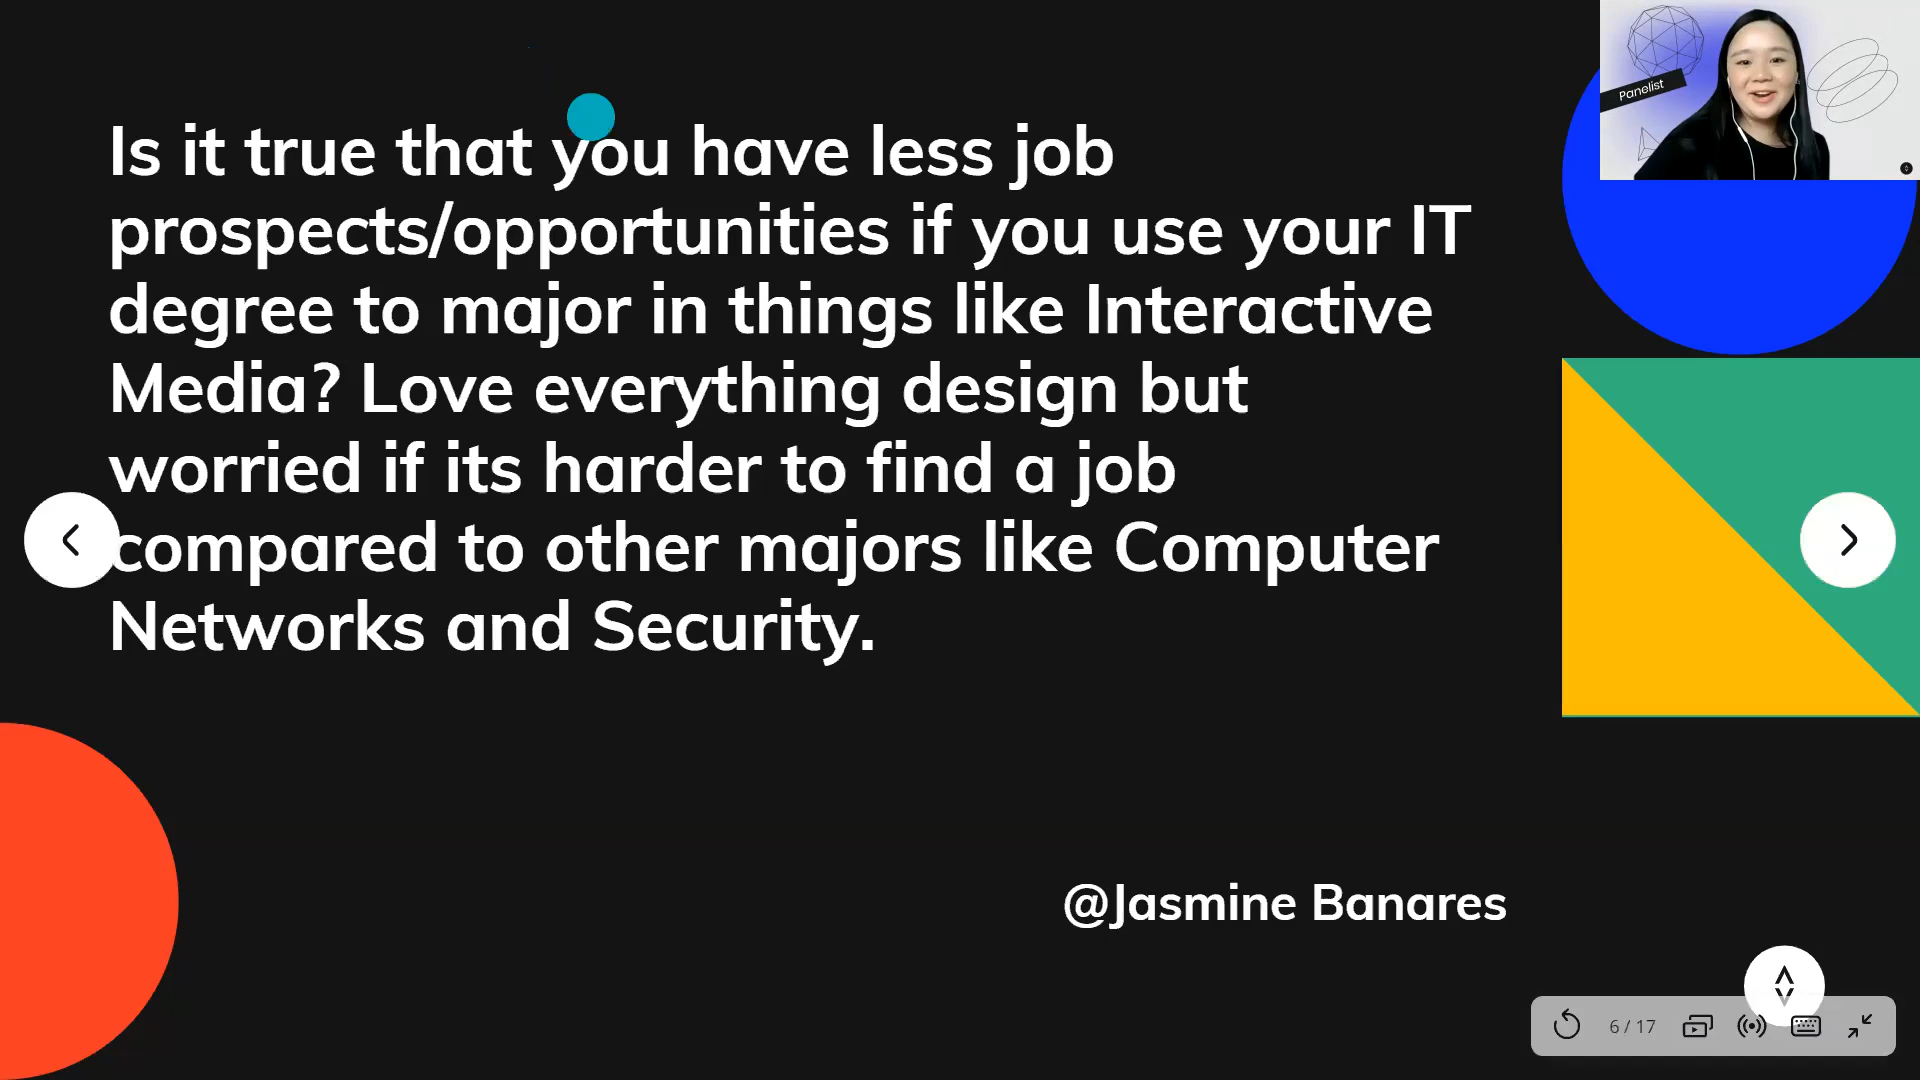 Panelist
Is it true that you have less job
prospects/opportunities if you use your IT
degree to major in things like Interactive
Media? Love everything design but
worried if its harder to find a job
compared to other majors like Computer
Networks and Security.
@Jasmine Banares
6 / 17